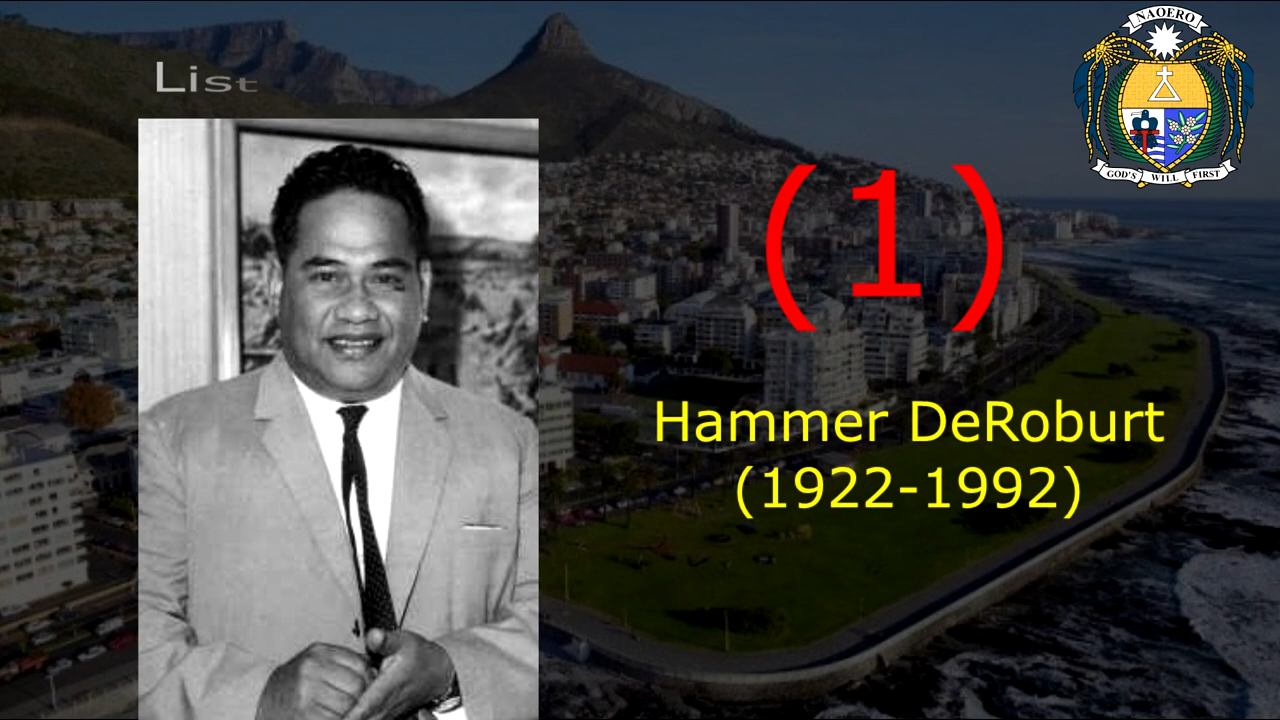 List
NAOERO
GOD'S WILL FIRST
(1)
Hammer DeRoburt
(1922-1992)